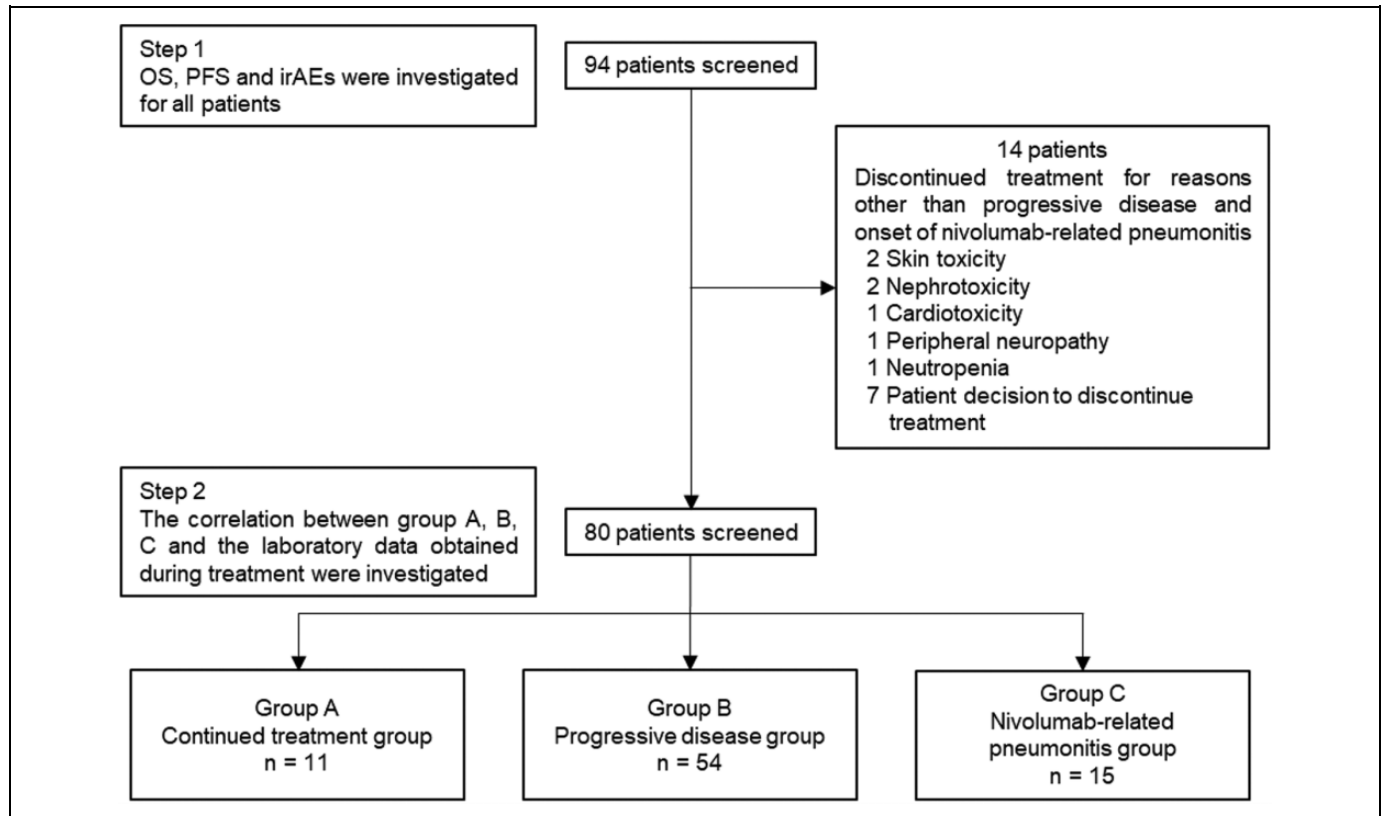 Step 1
OS, PFS and irAEs were investigated
for all patients
94 patients screened
14 patients
Discontinued treatment for reasons
other than progressive disease and
onset of nivolumab-related pneumonitis
2 Skin toxicity
2 Nephrotoxicity
1 Cardiotoxicity
1 Peripheral neuropathy
1 Neutropenia
7 Patient decision to discontinue
treatment
Step 2
The correlation between group A, B,
C and the laboratory data obtained
during treatment were investigated
80 patients screened
Group A
Continued treatment group
n = 11
Group B
Progressive disease group
n = 54
Group C
Nivolumab-related
pneumonitis group
n = 15